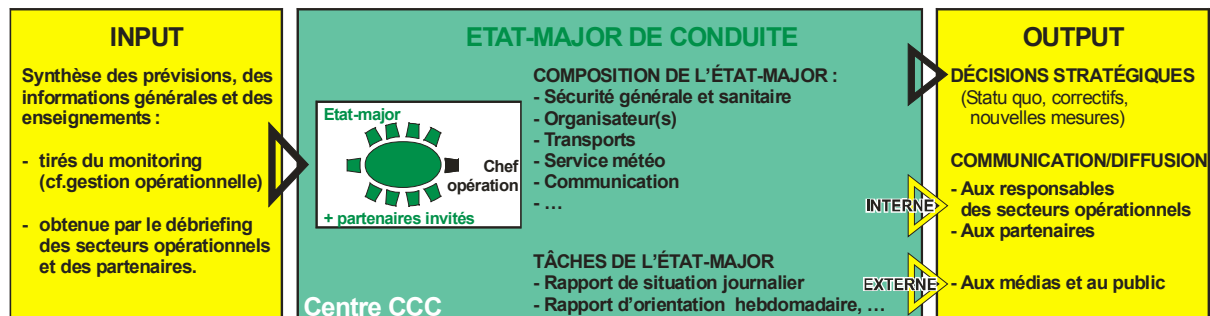 INPUT
Synthèse des prévisions, des
informations générales et des
enseignements :
- tirés du monitoring
(cf.gestion opérationnelle)
- obtenue par le débriefing
des secteurs opérationnels
et des partenaires.
ETAT-MAJOR DE CONDUITE
Etat-major
Chef
opération
+ partenaires invités
COMPOSITION DE L'ÉTAT-MAJOR :
- Sécurité générale et sanitaire
- Organisateur(s)
- Transports
- Service météo
- Communication
- ...
TÂCHES DE L'ÉTAT-MAJOR
- Rapport de situation journalier
- Rapport d'orientation hebdomadaire, ...
Centre CCC
INTERNE
EXTERNE
OUTPUT
DÉCISIONS STRATÉGIQUES
(Statu quo, correctifs,
nouvelles mesures)
COMMUNICATION/DIFFUSION
- Aux responsables
des secteurs opérationnels
- Aux partenaires
- Aux médias et au public